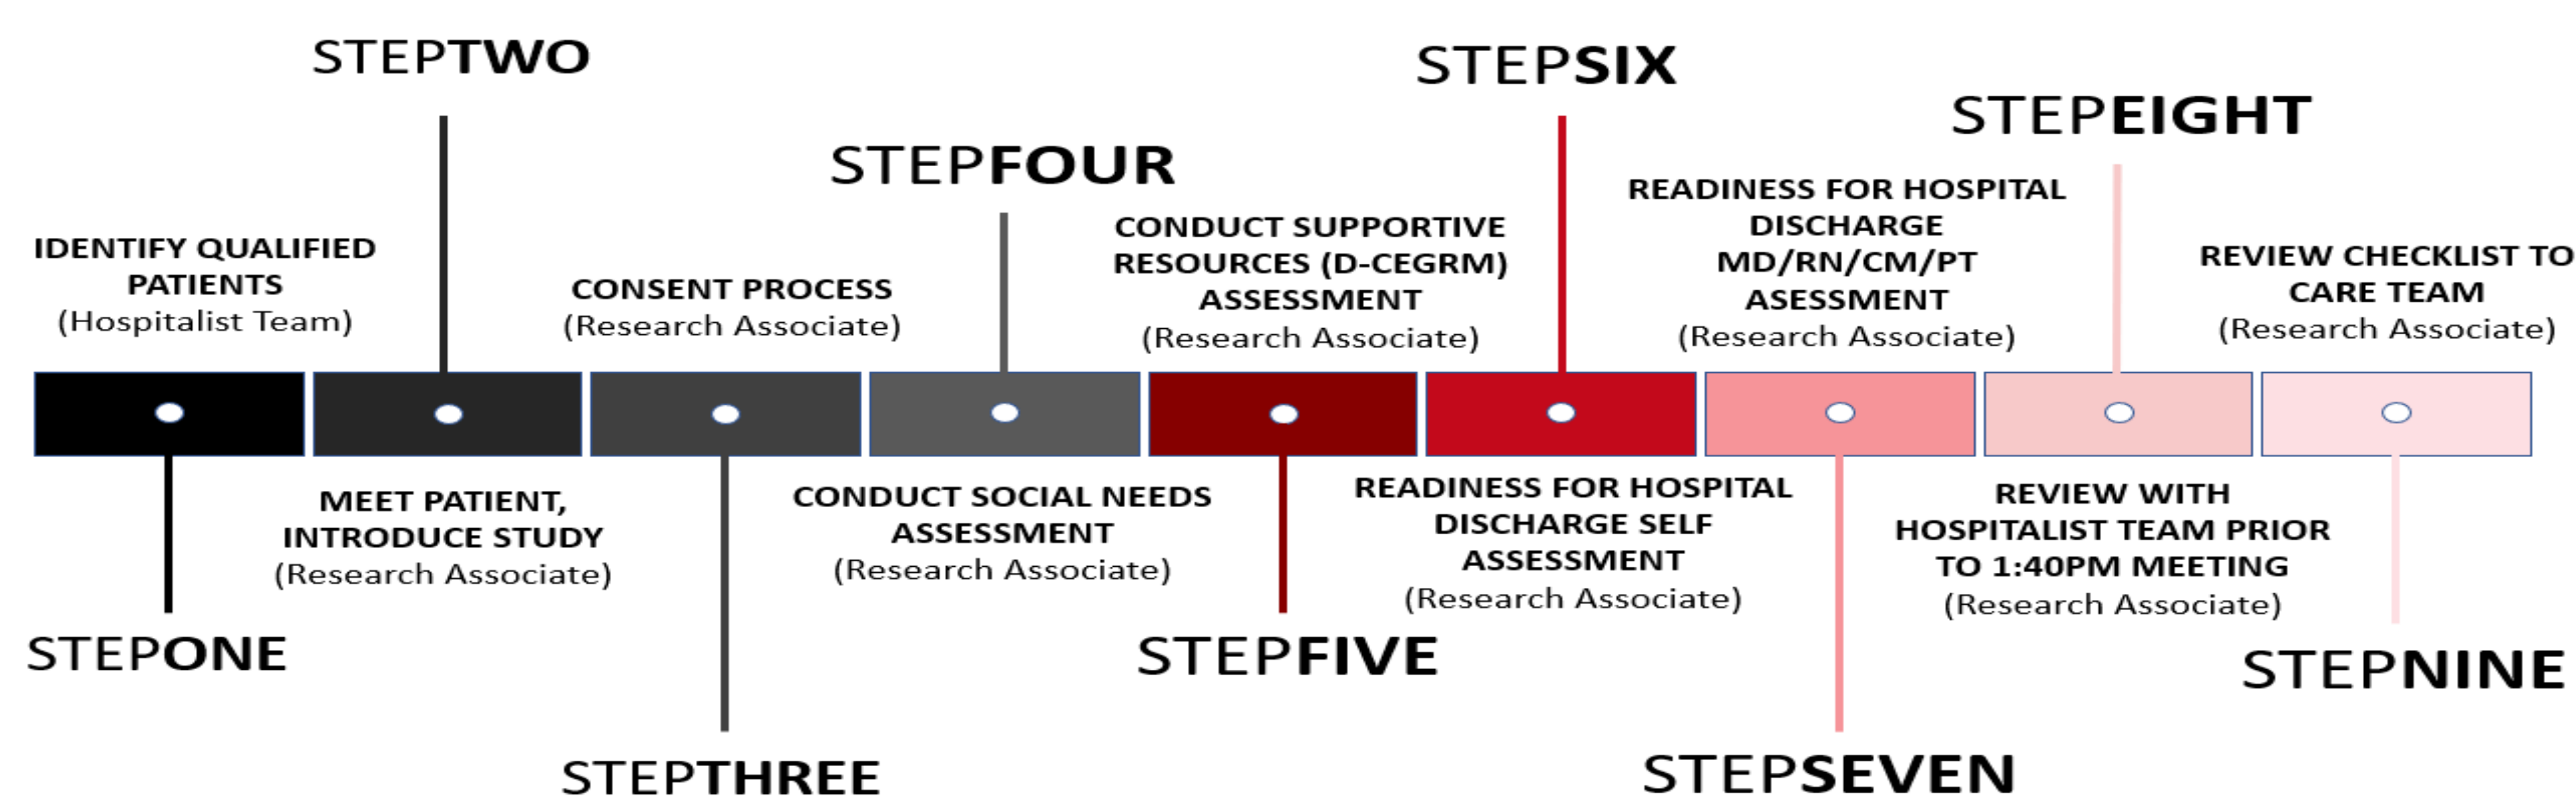 STEPONE
IDENTIFY QUALIFIED
PATIENTS
(Hospitalist Team)
STEPTWO
MEET PATIENT,
INTRODUCE STUDY
(Research Associate)
STEPTHREE
CONSENT PROCESS
(Research Associate)
STEPFOUR
CONDUCT SOCIAL NEEDS
ASSESSMENT
(Research Associate)
STEPFIVE
CONDUCT SUPPORTIVE
RESOURCES (D-CEGRM)
ASSESSMENT
(Research Associate)
STEPSIX
READINESS FOR HOSPITAL
DISCHARGE SELF
ASSESSMENT
(Research Associate)
STEPSEVEN
READINESS FOR HOSPITAL
DISCHARGE
MD/RN/CM/PT
ASESSMENT
(Research Associate)
STEPEIGHT
REVIEW WITH
HOSPITALIST TEAM PRIOR
TO 1:40PM MEETING
(Research Associate)
STEPNINE
REVIEW CHECKLIST TO
CARE TEAM
(Research Associate)